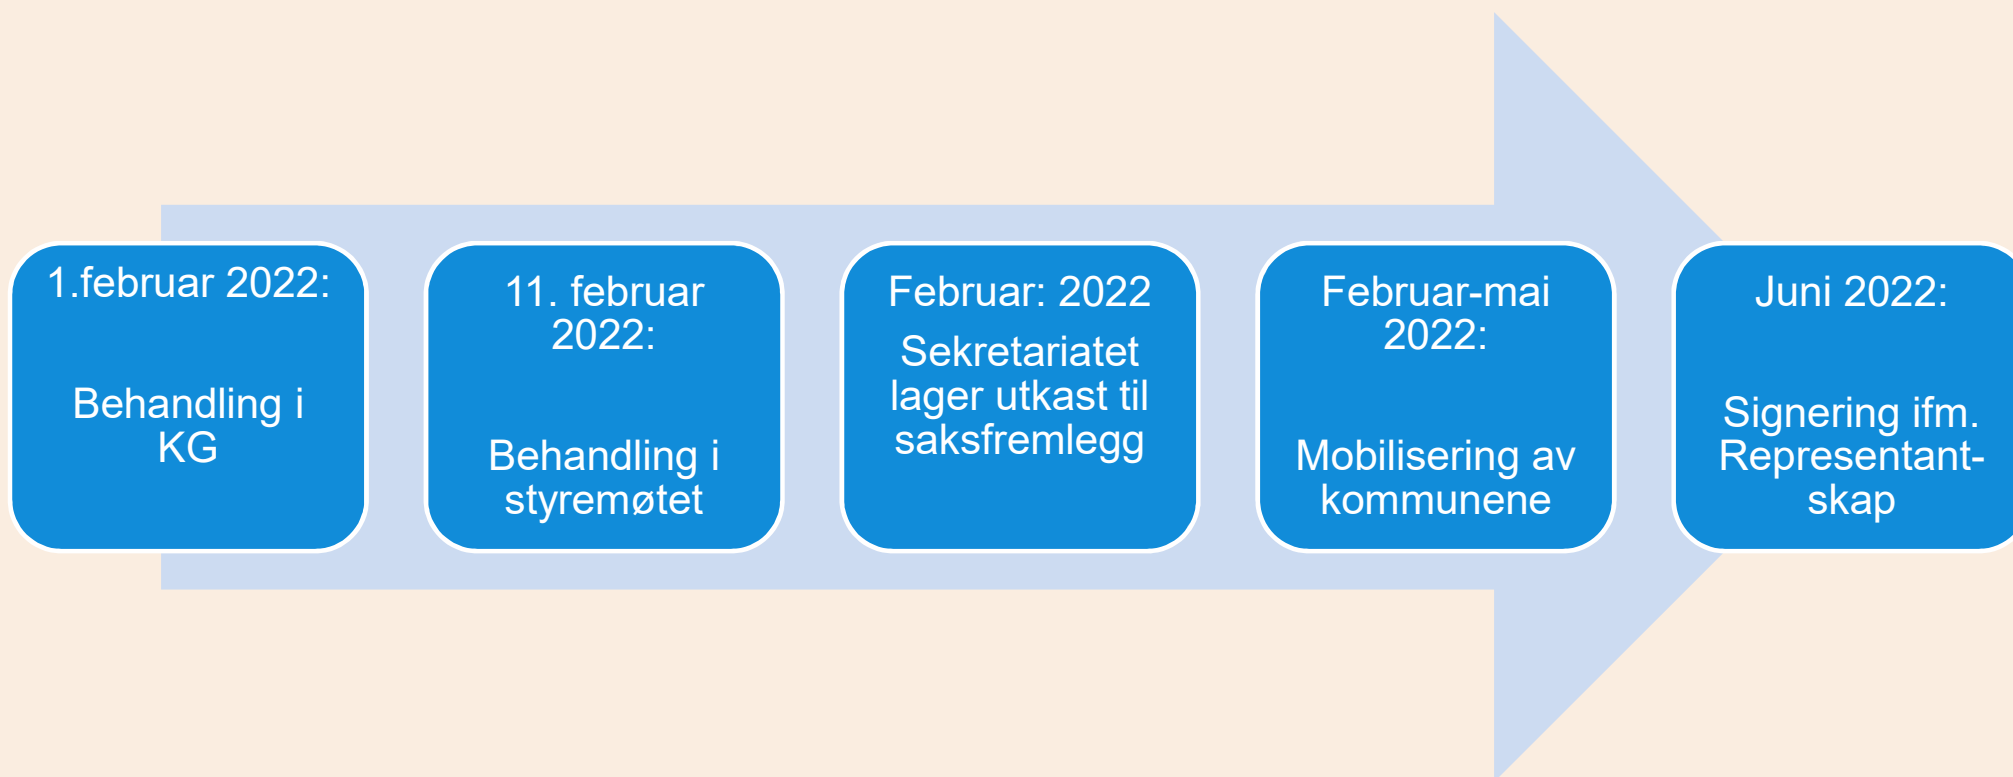 1.februar 2022:
Behandling i
KG
11. februar
2022:
Behandling i
styremøtet
Februar: 2022
Sekretariatet
lager utkast til
saksfremlegg
Februar-mai
2022:
Mobilisering av
kommunene
Juni 2022:
Signering ifm.
Representant-
skap